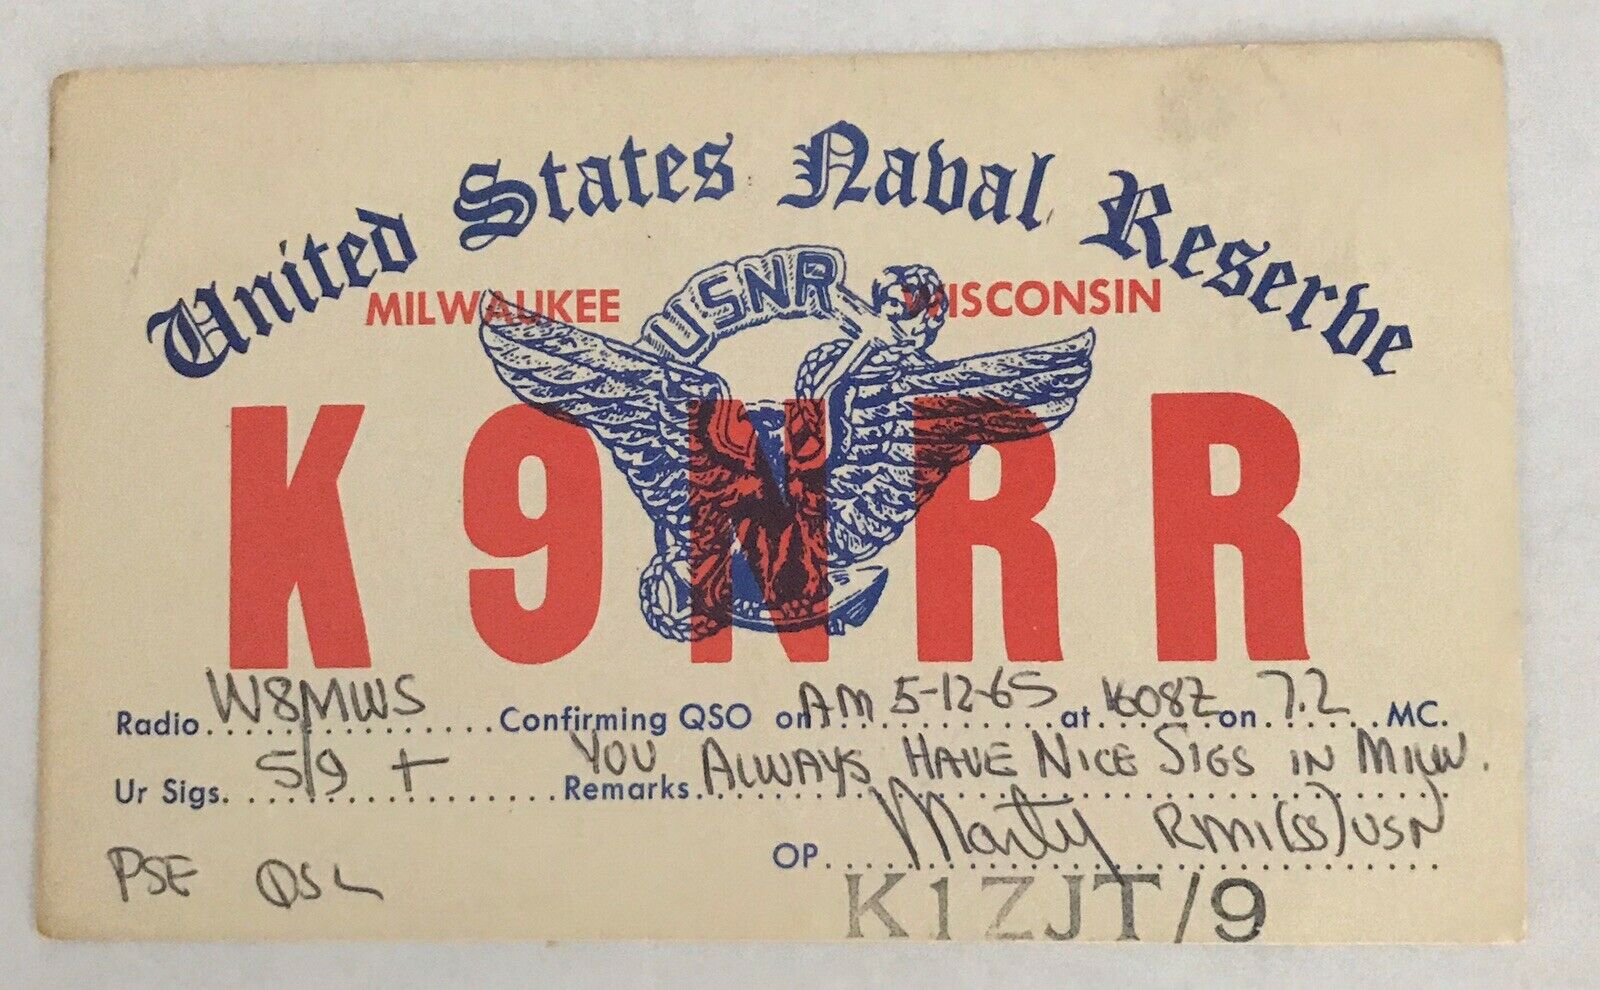 United States Naval Reserve
MILWAUKEE WISCONSIN
USNR
K9NRR
Radio W8MWS Confirming QSO on AM 5-12-65 at 1608Z on 7.2 MC.
Ur Sigs. 5/9 + Remarks. YOU ALWAYS HAVE NICE SIGS IN MILW.
PSE QSL OP. Marty RM1(SS) USN
K1ZJT/9